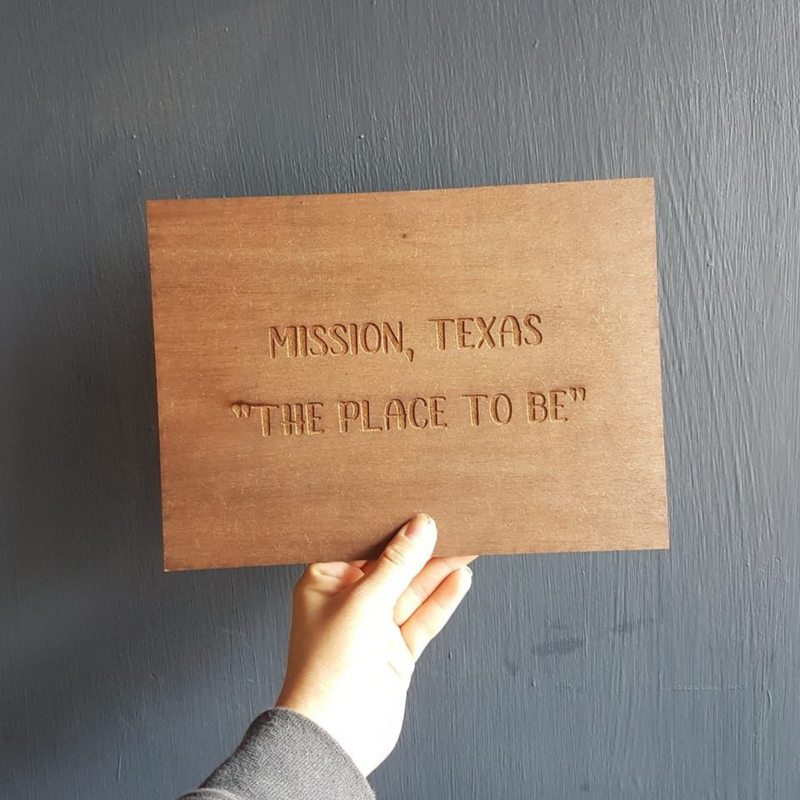 MISSION, TEXAS
"THE PLACE TO BE"